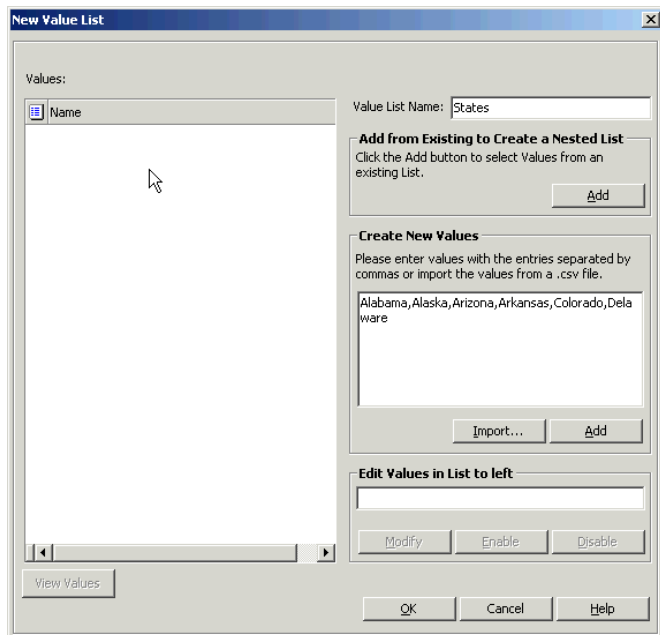 New Value List
Values:
Name
Value List Name: States
Add from Existing to Create a Nested List
Click the Add button to select Values from an
existing List.
Add
Create New Values
Please enter values with the entries separated by
commas or import the values from a .csv file.
Alabama,Alaska,Arizona,Arkansas,Colorado,Dela
ware
Import... Add
Edit Values in List to left
Modify Enable Disable
View Values
OK Cancel Help